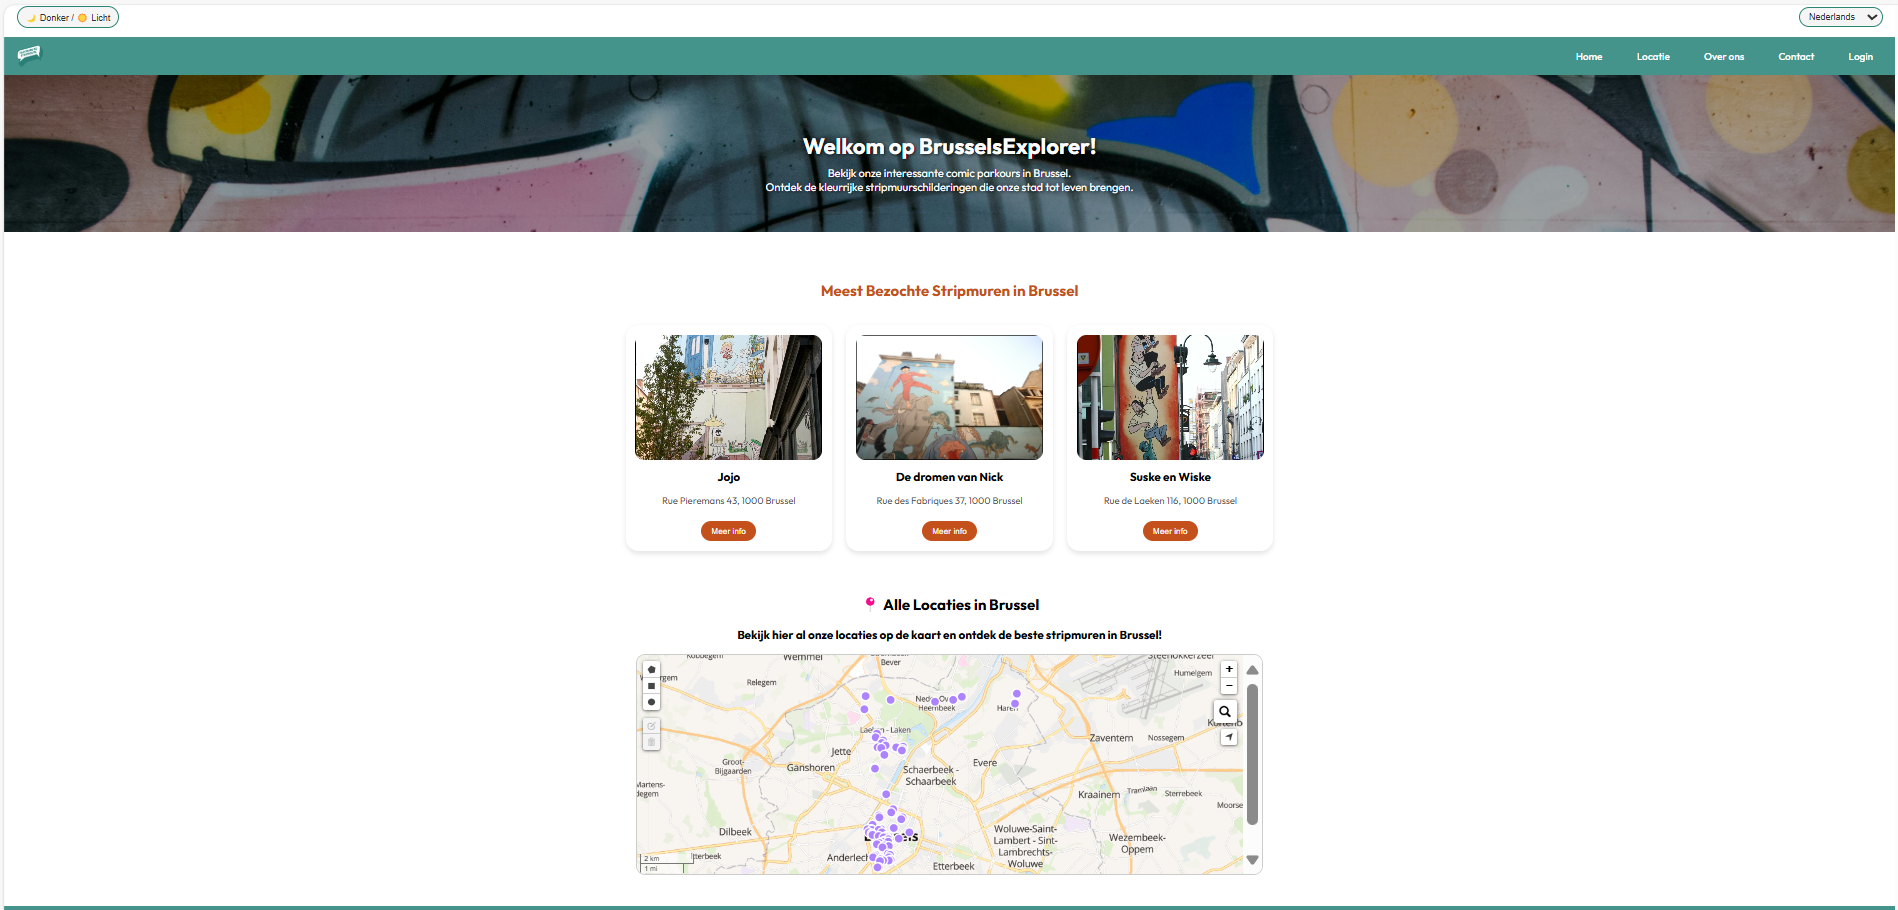 🌙 Donker / 🌞 Licht
Nederlands
Home
Locatie
Over ons
Contact
Login
Welkom op BrusselsExplorer!
Bekijk onze interessante comic parkours in Brussel.
Ontdek de kleurrijke stripmuurschilderingen die onze stad tot leven brengen.
Meest Bezochte Stripmuren in Brussel
Jojo
Rue Pieremans 43, 1000 Brussel
Meer info
De dromen van Nick
Rue des Fabriques 37, 1000 Brussel
Meer info
Suske en Wiske
Rue de Laeken 116, 1000 Brussel
Meer info
📍 Alle Locaties in Brussel
Bekijk hier al onze locaties op de kaart en ontdek de beste stripmuren in Brussel!
Wemmel
Bever
Humelgem
Relegem
Heembeek
Haren
Jette
Zaventem
Nossegem
Groot-
Bijgaarden
Ganshoren
Evere
Schaerbeek -
Schaarbeek
Martens-
Kraainem
Tramlaan
Sterrebeek
Moorse
Dilbeek
Woluwe-Saint-
Lambert - Sint-
Lambrechts-
Woluwe
Wezembeek-
Oppem
Etterbeek
+
−
2 km
1 mi